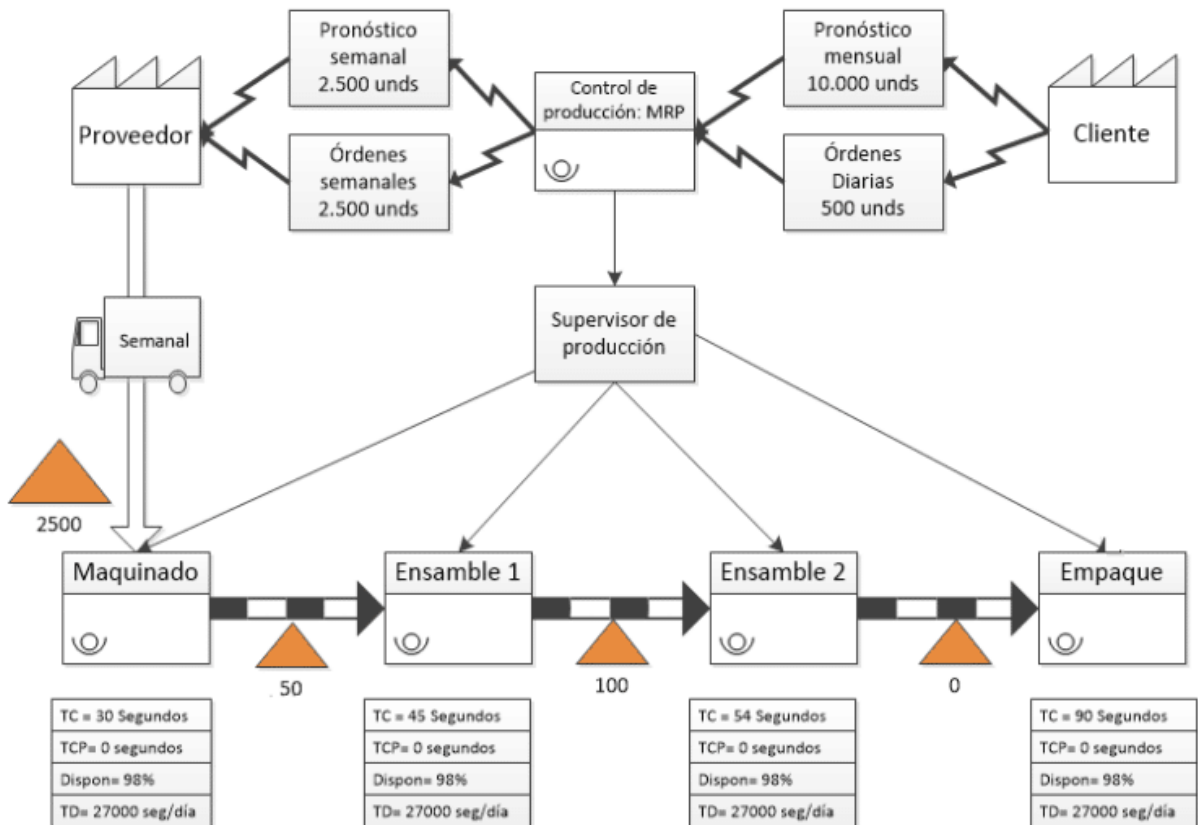 Pronóstico
semanal
2.500 unds
Pronóstico
mensual
10.000 unds
Control de
producción: MRP
Proveedor
Cliente
Órdenes
semanales
2.500 unds
Órdenes
Diarias
500 unds
Semanal
Supervisor de
producción
2500
Maquinado
Ensamble 1
Ensamble 2
Empaque
. 50
100
0
TC = 30 Segundos
TCP= 0 segundos
Dispon= 98%
TD= 27000 seg/día
TC = 45 Segundos
TCP= 0 segundos
Dispon= 98%
TD= 27000 seg/día
TC = 54 Segundos
TCP= 0 segundos
Dispon= 98%
TD= 27000 seg/día
TC = 90 Segundos
TCP= 0 segundos
Dispon= 98%
TD= 27000 seg/día